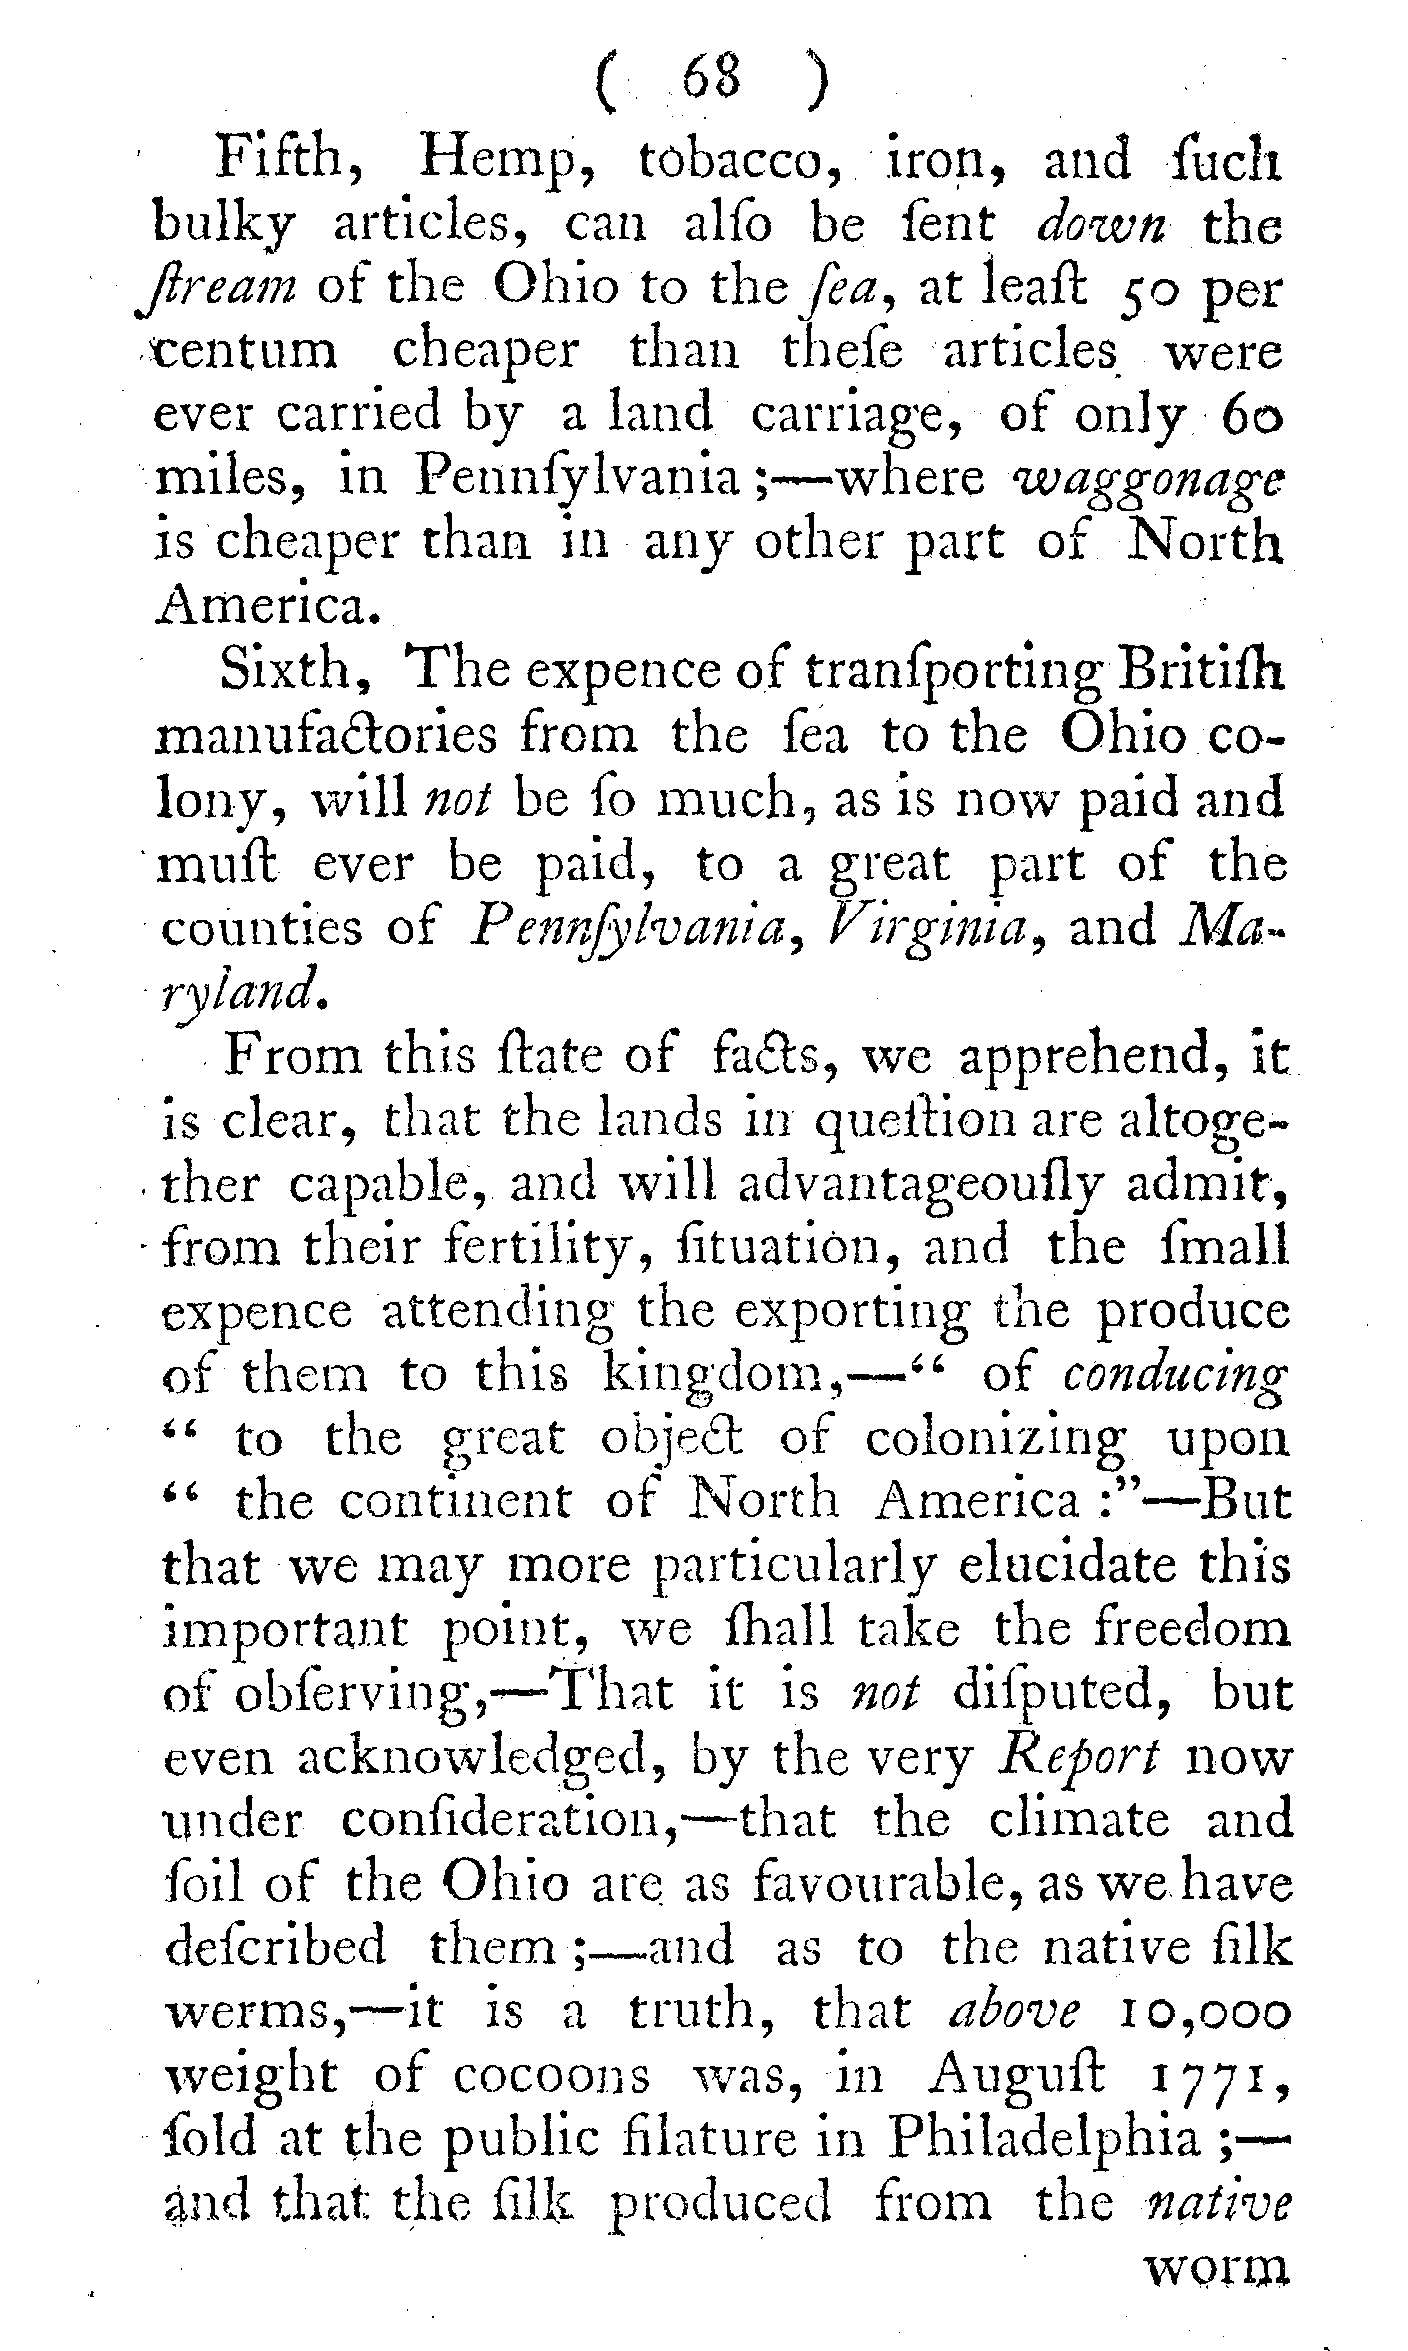 ( 68 )
Fifth, Hemp, tobacco, iron, and ſuch
bulky articles, can alſo be ſent down the
ſtream of the Ohio to the ſea, at leaſt 50 per
centum cheaper than theſe articles were
ever carried by a land carriage, of only 60
miles, in Pennſylvania ;—where waggonage
is cheaper than in any other part of North
America.
Sixth, The expence of tranſporting Britiſh
manufactories from the ſea to the Ohio co-
lony, will not be ſo much, as is now paid and
muſt ever be paid, to a great part of the
counties of Pennſylvania, Virginia, and Ma-
ryland.
From this ſtate of facts, we apprehend, it
is clear, that the lands in queſtion are altoge-
ther capable, and will advantageouſly admit,
from their fertility, ſituation, and the ſmall
expence attending the exporting the produce
of them to this kingdom,—“ of conducing
“ to the great object of colonizing upon
“ the continent of North America :”—But
that we may more particularly elucidate this
important point, we ſhall take the freedom
of obſerving,—That it is not diſputed, but
even acknowledged, by the very Report now
under conſideration,—that the climate and
ſoil of the Ohio are as favourable, as we have
deſcribed them ;—and as to the native ſilk
werms,—it is a truth, that above 10,000
weight of cocoons was, in Auguſt 1771,
ſold at the public filature in Philadelphia ;—
and that the ſilk produced from the native
worm